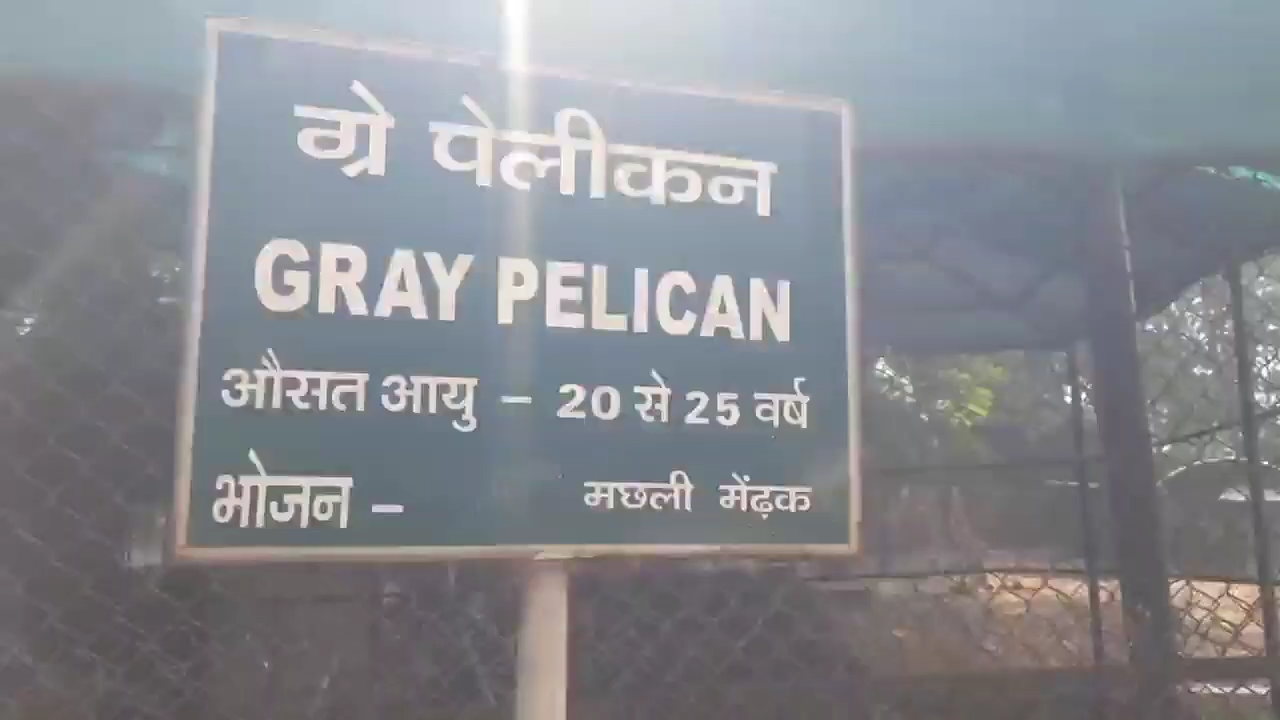 ग्रे पेलीकन
GRAY PELICAN
औसत आयु – 20 से 25 वर्ष
भोजन – मछली मेंढ़क